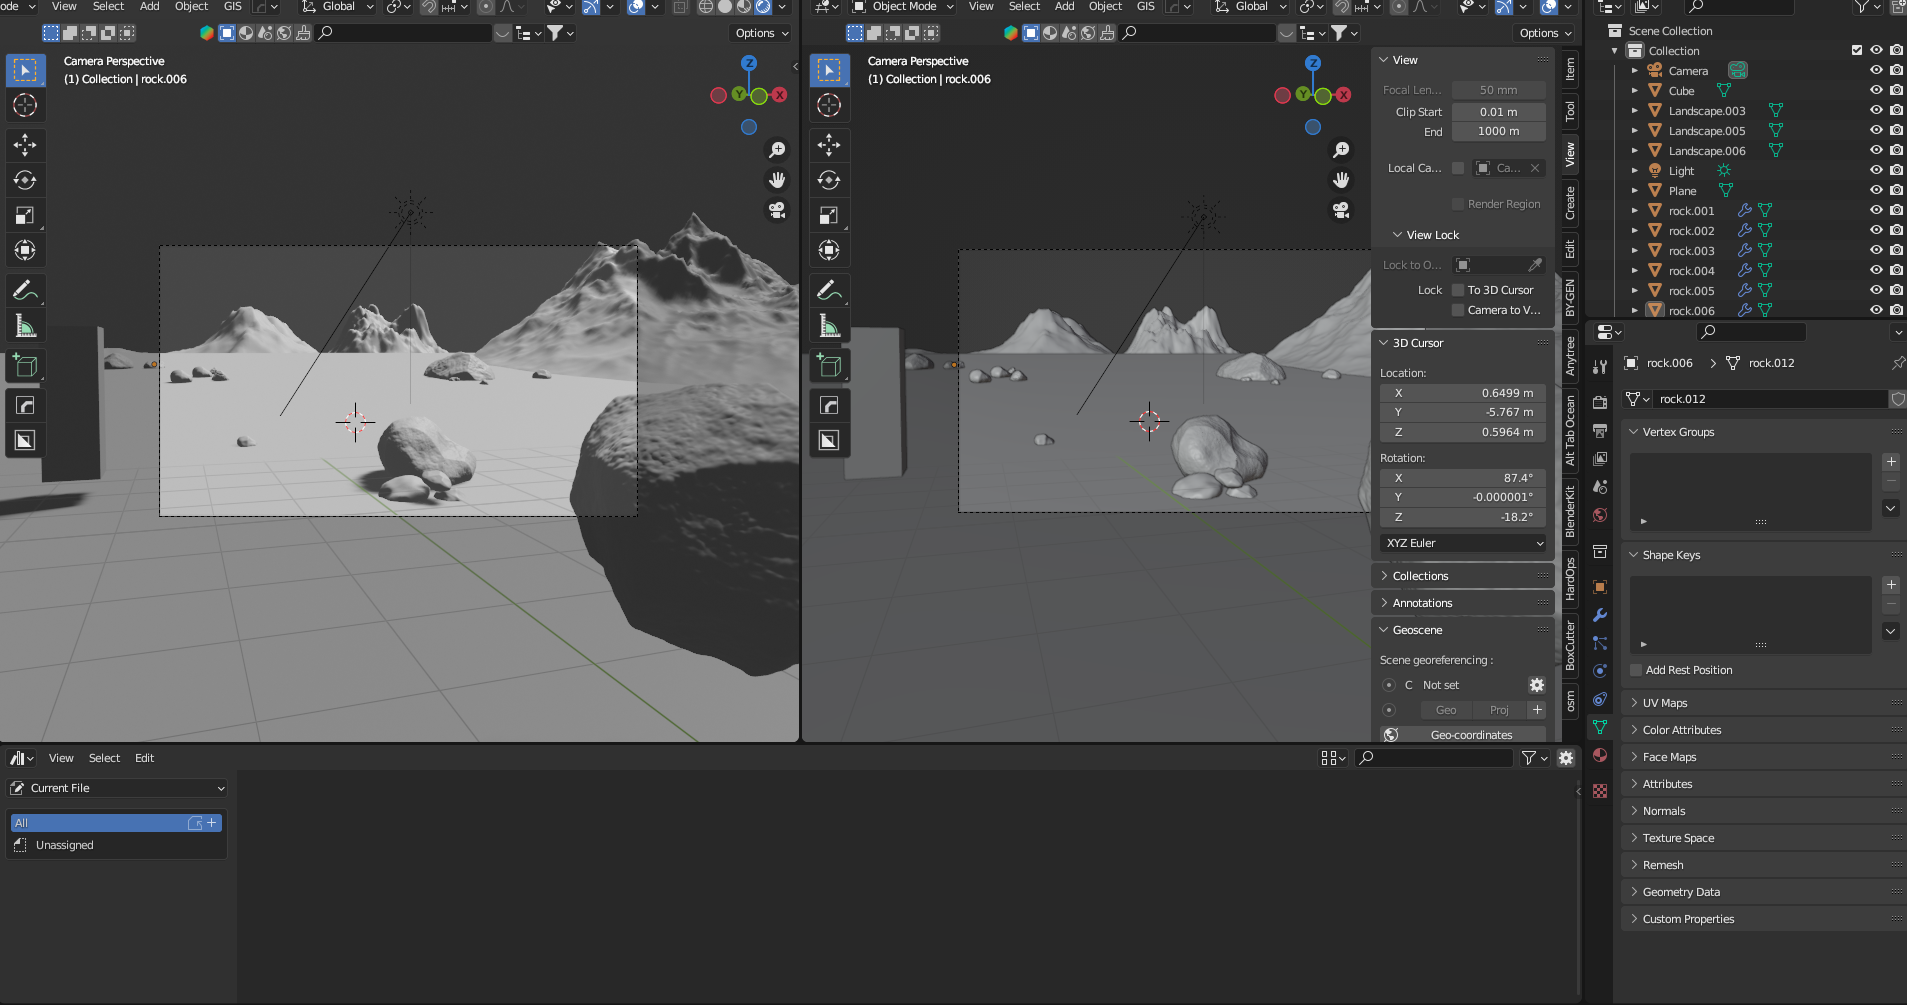 ode
View
Select
Add
Object
GIS
Global
Options
Camera Perspective
(1) Collection | rock.006
Z
Y
X
Object Mode
View
Select
Add
Object
GIS
Global
Options
Camera Perspective
(1) Collection | rock.006
Z
Y
X
View
Focal Len...
50 mm
Clip Start
0.01 m
End
1000 m
Local Ca...
Ca...
Render Region
View Lock
Lock to O...
Lock
To 3D Cursor
Camera to V...
3D Cursor
Location:
X
0.6499 m
Y
-5.767 m
Z
0.5964 m
Rotation:
X
87.4°
Y
-0.000001°
Z
-18.2°
XYZ Euler
Collections
Annotations
Geoscene
Scene georeferencing :
C
Not set
Geo
Proj
Geo-coordinates
Item
Tool
View
Create
Edit
BY-GEN
Anytree
Alt Tab Ocean
BlenderKit
HardOps
BoxCutter
osm
Scene Collection
Collection
Camera
Cube
Landscape.003
Landscape.005
Landscape.006
Light
Plane
rock.001
rock.002
rock.003
rock.004
rock.005
rock.006
rock.006
rock.012
rock.012
Vertex Groups
Shape Keys
Add Rest Position
UV Maps
Color Attributes
Face Maps
Attributes
Normals
Texture Space
Remesh
Geometry Data
Custom Properties
View
Select
Edit
Current File
All
Unassigned